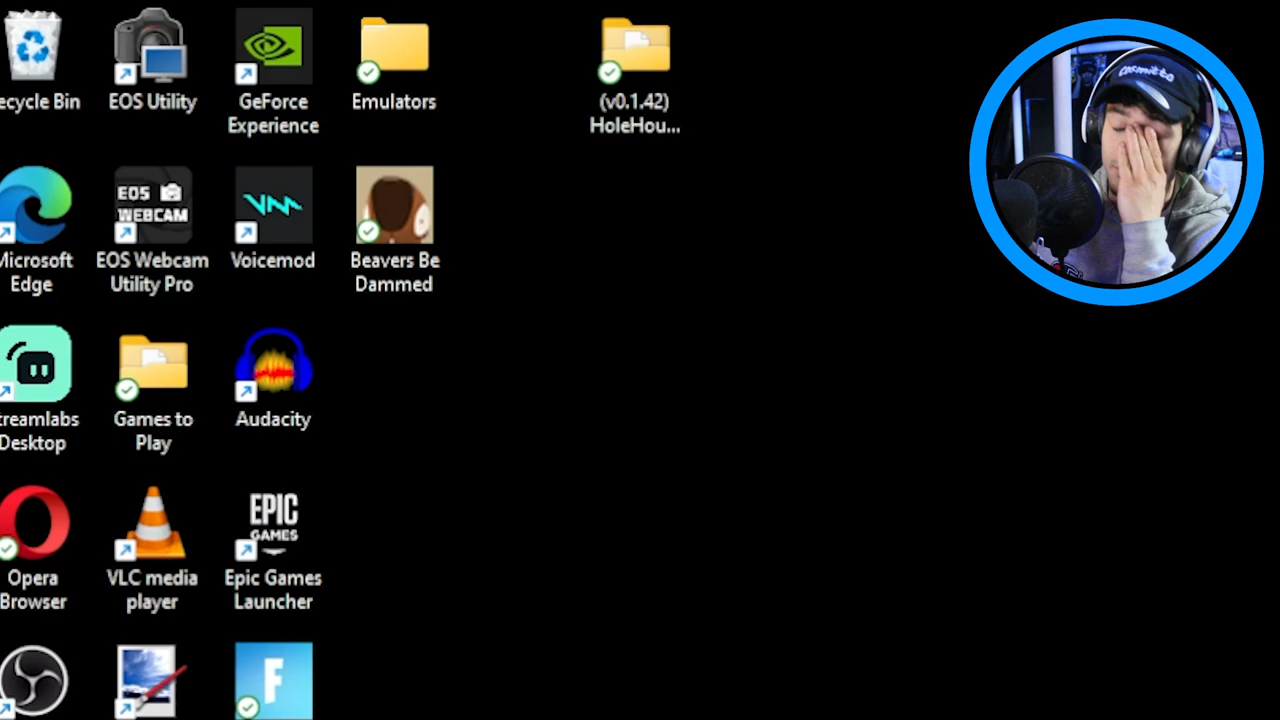 ecycle Bin
EOS Utility
GeForce
Experience
Emulators
(v0.1.42)
HoleHou...
Microsoft
Edge
EOS
WEBCAM
EOS Webcam
Utility Pro
Voicemod
Beavers Be
Dammed
treamlabs
Desktop
Games to
Play
Audacity
Opera
Browser
VLC media
player
EPIC
GAMES
Epic Games
Launcher
F